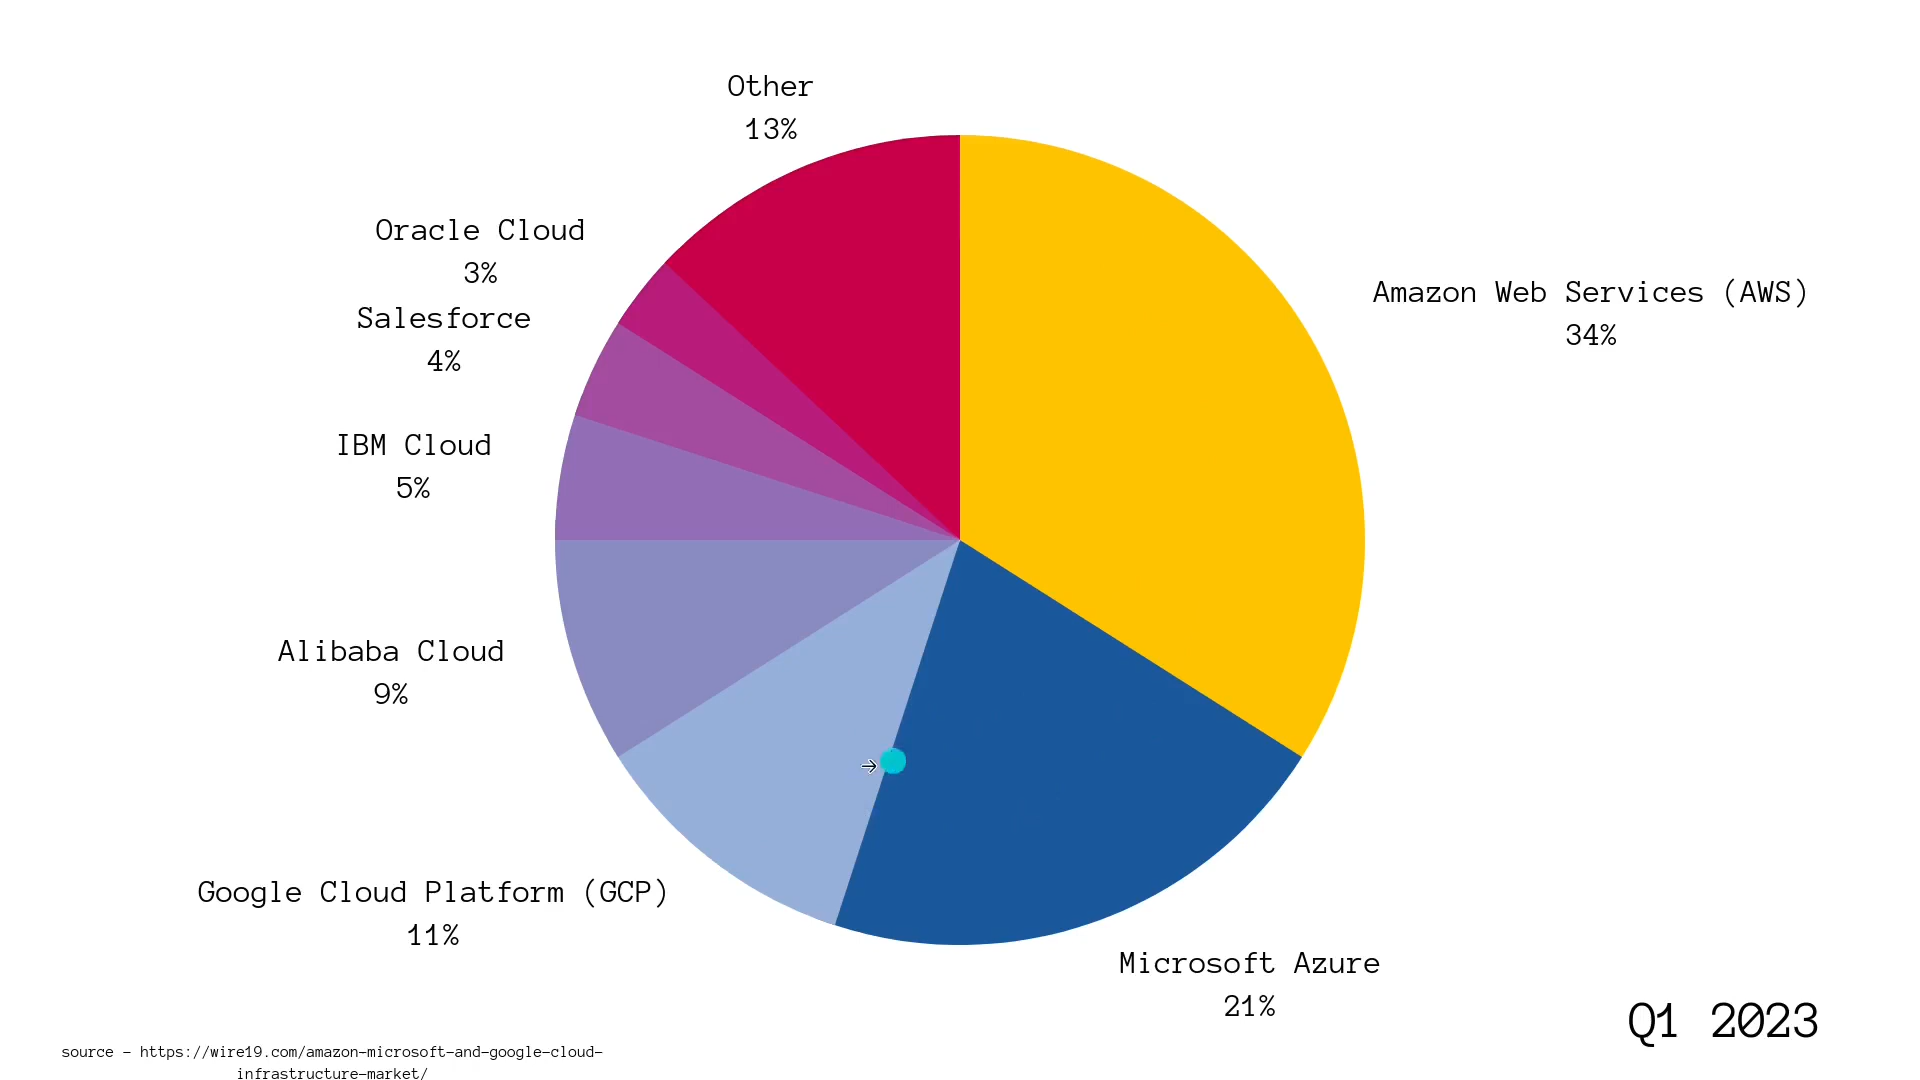 Other
13%
Oracle Cloud
3%
Salesforce
4%
IBM Cloud
5%
Alibaba Cloud
9%
Google Cloud Platform (GCP)
11%
Amazon Web Services (AWS)
34%
Microsoft Azure
21%
Q1 2023
source - https://wire19.com/amazon-microsoft-and-google-cloud-
infrastructure-market/